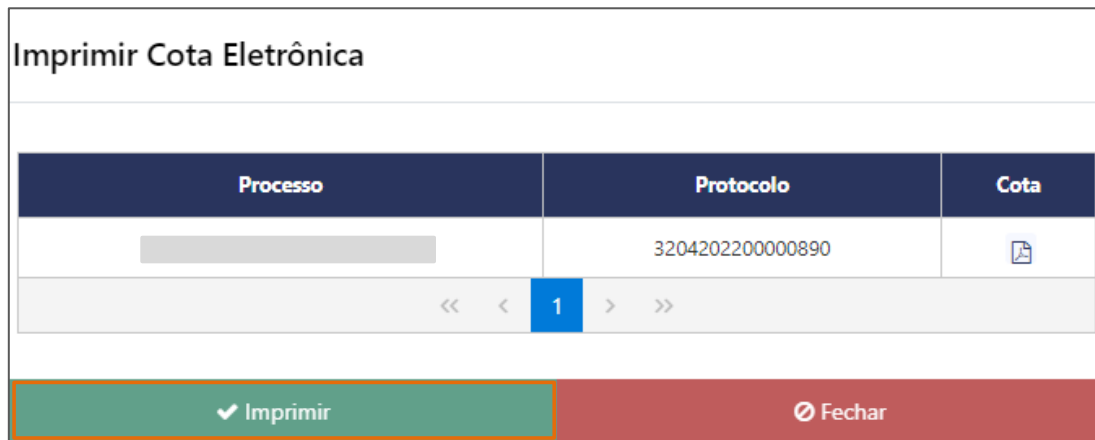 Imprimir Cota Eletrônica
Processo Protocolo Cota
3204202200000890
<< < 1 > >>
Imprimir Fechar